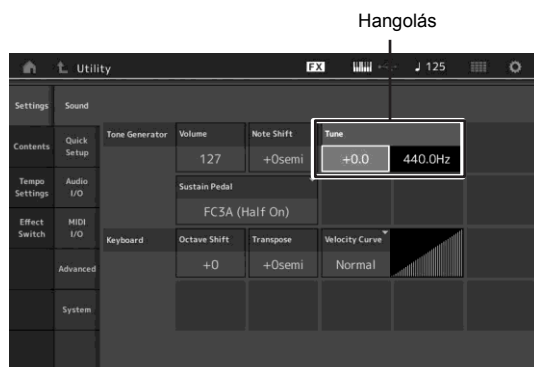 Hangolás
Utility
FX
125
Settings
Sound
Contents
Quick Setup
Tone Generator
Volume
Note Shift
Tune
127
+0semi
+0.0
440.0Hz
Tempo Settings
Audio I/O
Sustain Pedal
FC3A (Half On)
Effect Switch
MIDI I/O
Keyboard
Octave Shift
Transpose
Velocity Curve
+0
+0semi
Normal
Advanced
System